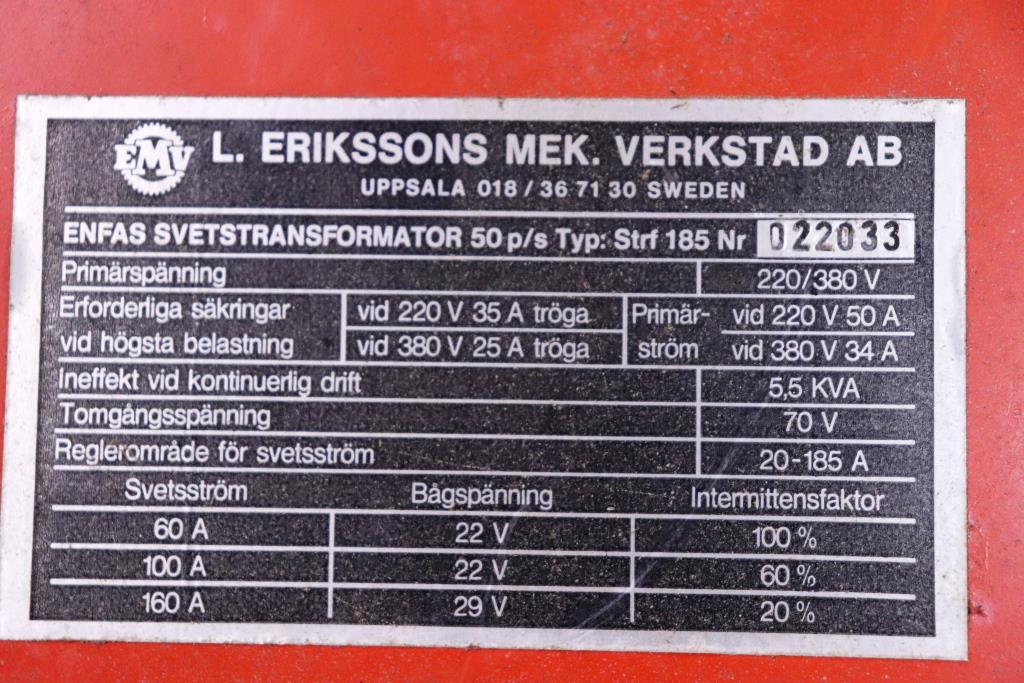 EMV
L. ERIKSSONS MEK. VERKSTAD AB
UPPSALA 018 / 36 71 30 SWEDEN
ENFAS SVETSTRANSFORMATOR 50 p/s Typ: Strf 185 Nr 022033
Primärspänning 220/380 V
Erforderliga säkringar vid 220 V 35 A tröga Primär- vid 220 V 50 A
vid högsta belastning vid 380 V 25 A tröga ström vid 380 V 34 A
Ineffekt vid kontinuerlig drift 5,5 KVA
Tomgångsspänning 70 V
Reglerområde för svetsström 20-185 A
Svetsström Bågspänning Intermittensfaktor
60 A 22 V 100 %
100 A 22 V 60 %
160 A 29 V 20 %